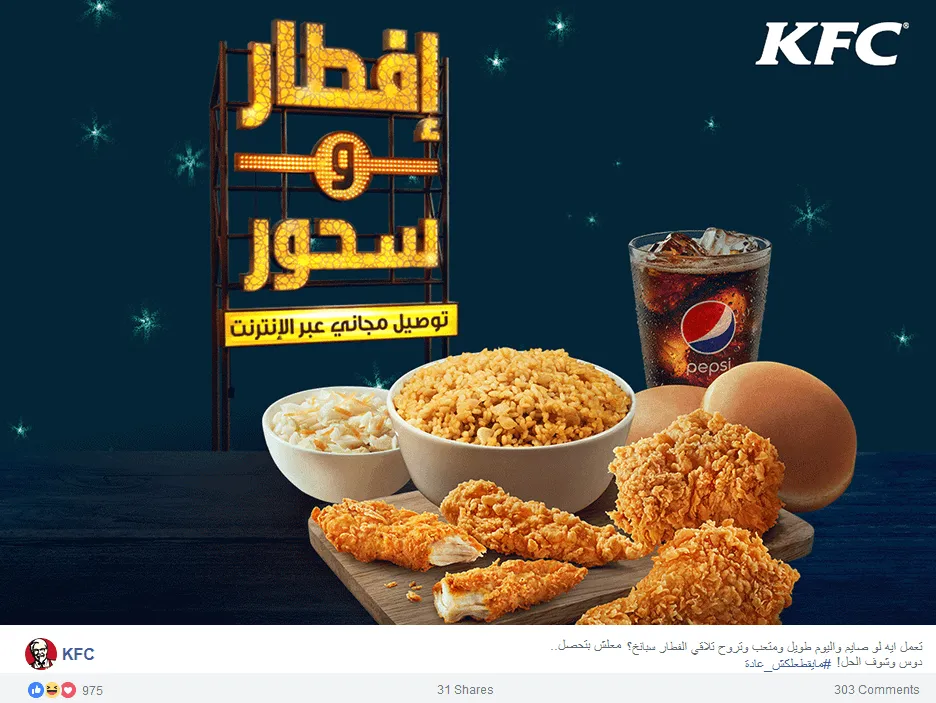 KFC
إفطار
و
سحور
توصيل مجاني عبر الإنترنت
pepsi
KFC
تعمل ايه لو صايم واليوم طويل ومتعب وتروح تلاقي الفطار سبانخ؟ معلش بتحصل..
دوس وشوف الحل! #مايقطعلكش_عادة
975
31 Shares
303 Comments